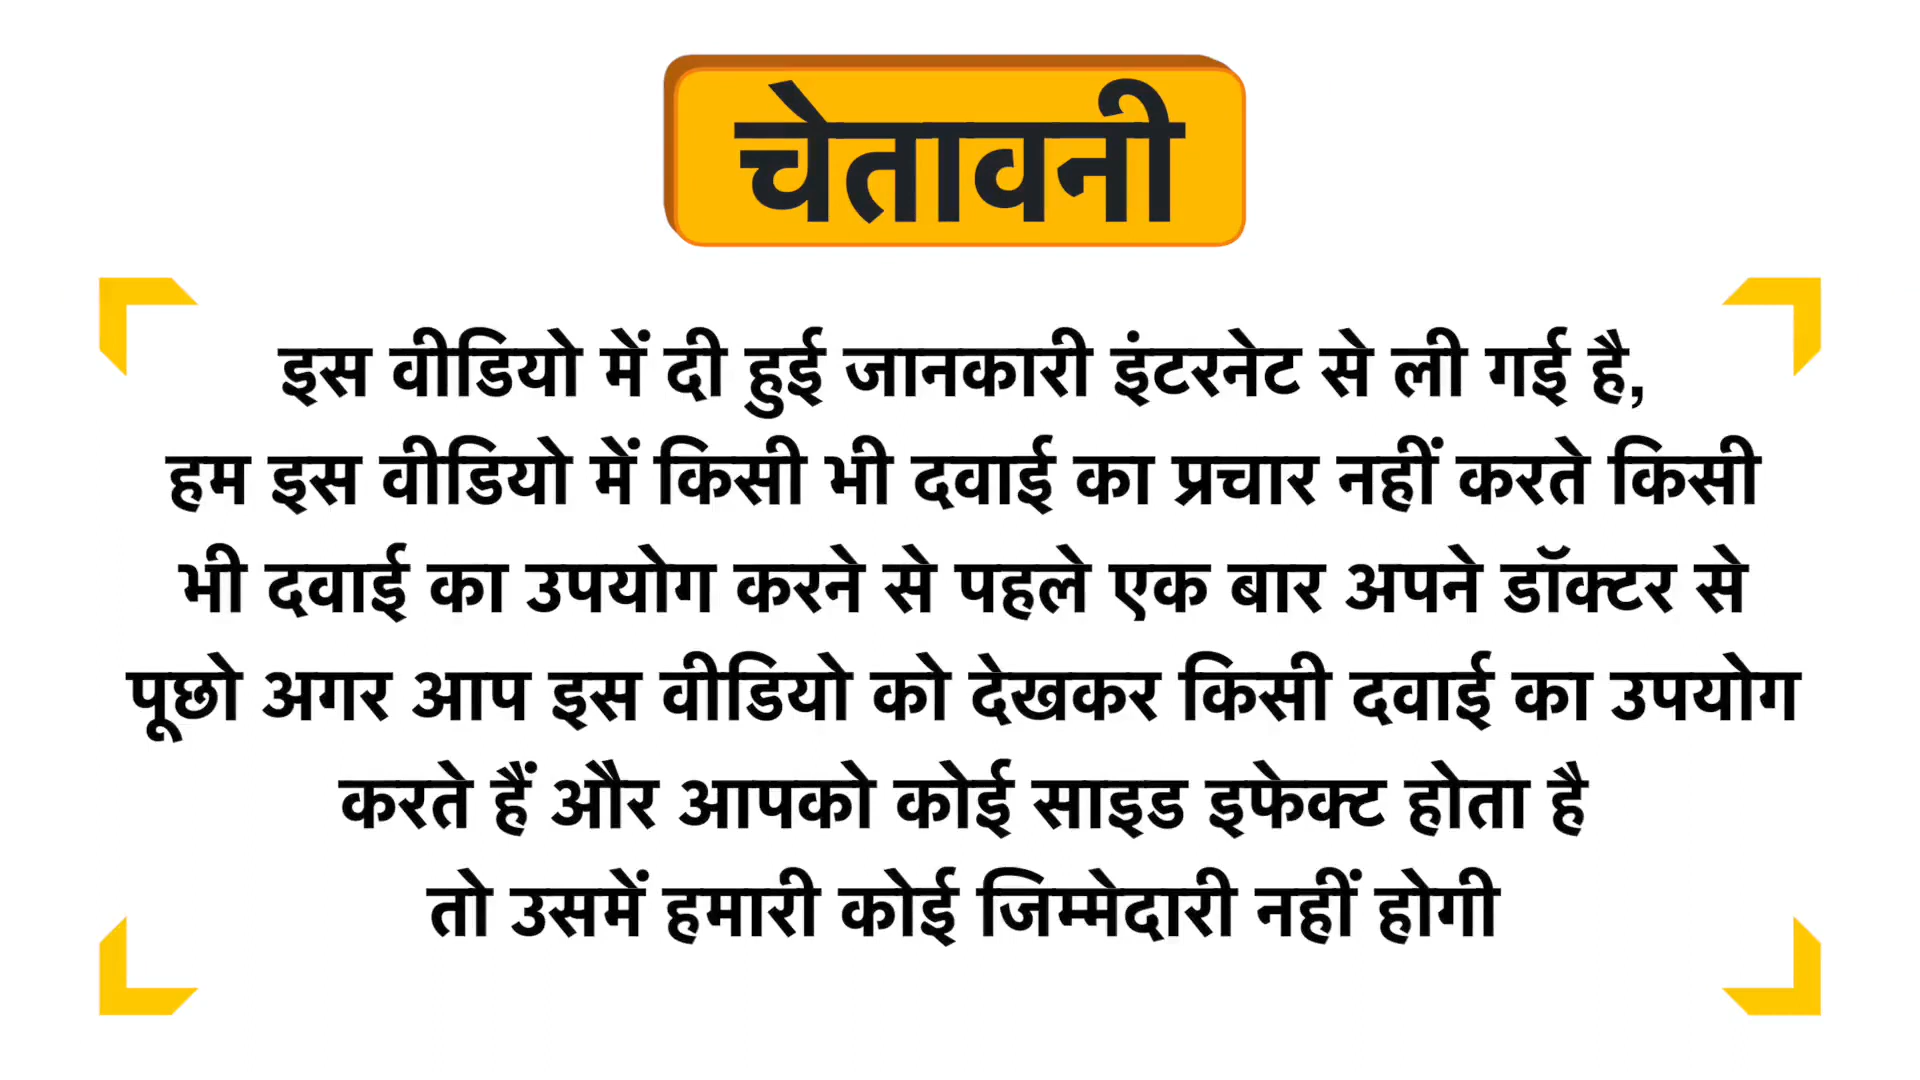 चेतावनी
इस वीडियो में दी हुई जानकारी इंटरनेट से ली गई है,
हम इस वीडियो में किसी भी दवाई का प्रचार नहीं करते किसी
भी दवाई का उपयोग करने से पहले एक बार अपने डॉक्टर से
पूछो अगर आप इस वीडियो को देखकर किसी दवाई का उपयोग
करते हैं और आपको कोई साइड इफेक्ट होता है
तो उसमें हमारी कोई जिम्मेदारी नहीं होगी